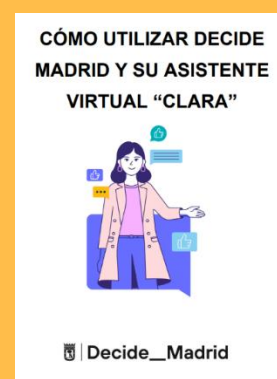 CÓMO UTILIZAR DECIDE
MADRID Y SU ASISTENTE
VIRTUAL “CLARA”
Decide__Madrid